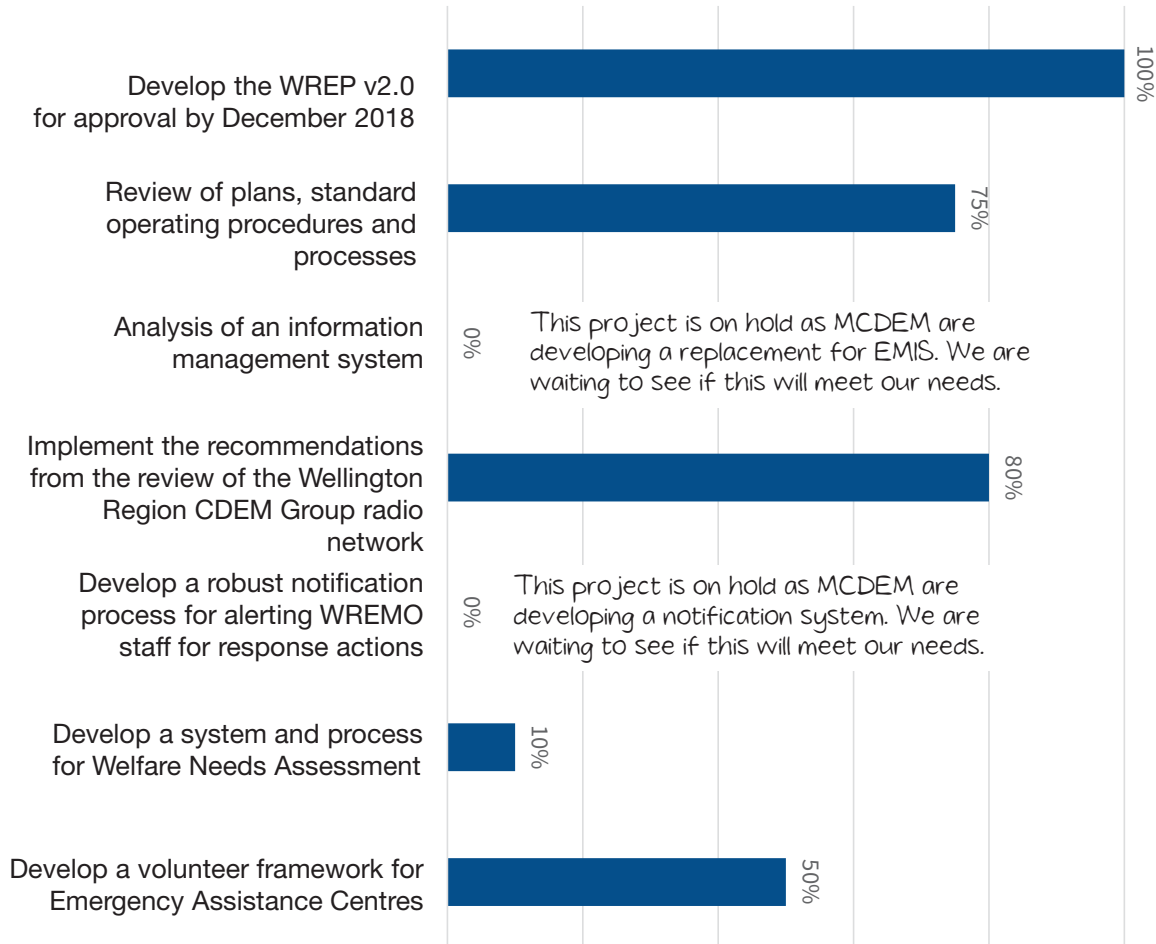 Develop the WREP v2.0
for approval by December 2018
100%
Review of plans, standard
operating procedures and
processes
75%
Analysis of an information
management system
0%
This project is on hold as MCDEM are
developing a replacement for EMIS. We are
waiting to see if this will meet our needs.
Implement the recommendations
from the review of the Wellington
Region CDEM Group radio
network
80%
Develop a robust notification
process for alerting WREMO
staff for response actions
0%
This project is on hold as MCDEM are
developing a notification system. We are
waiting to see if this will meet our needs.
Develop a system and process
for Welfare Needs Assessment
10%
Develop a volunteer framework for
Emergency Assistance Centres
50%